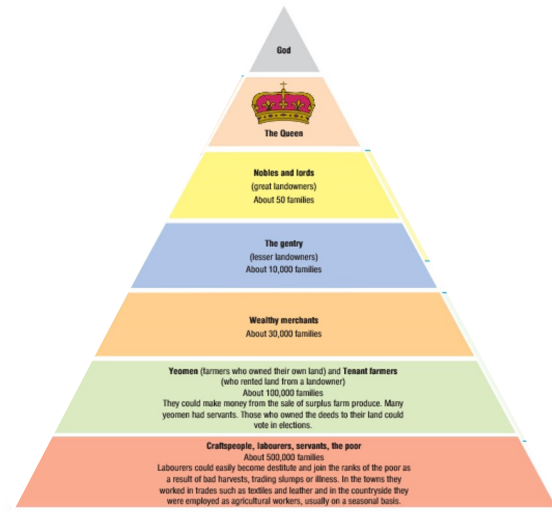 God
The Queen
Nobles and lords
(great landowners)
About 50 families
The gentry
(lesser landowners)
About 10,000 families
Wealthy merchants
About 30,000 families
Yeomen (farmers who owned their own land) and Tenant farmers
(who rented land from a landowner)
About 100,000 families
They could make money from the sale of surplus farm produce. Many
yeomen had servants. Those who owned the deeds to their land could
vote in elections.
Craftspeople, labourers, servants, the poor
About 500,000 families
Labourers could easily become destitute and join the ranks of the poor as
a result of bad harvests, trading slumps or illness. In the towns they
worked in trades such as textiles and leather and in the countryside they
were employed as agricultural workers, usually on a seasonal basis.